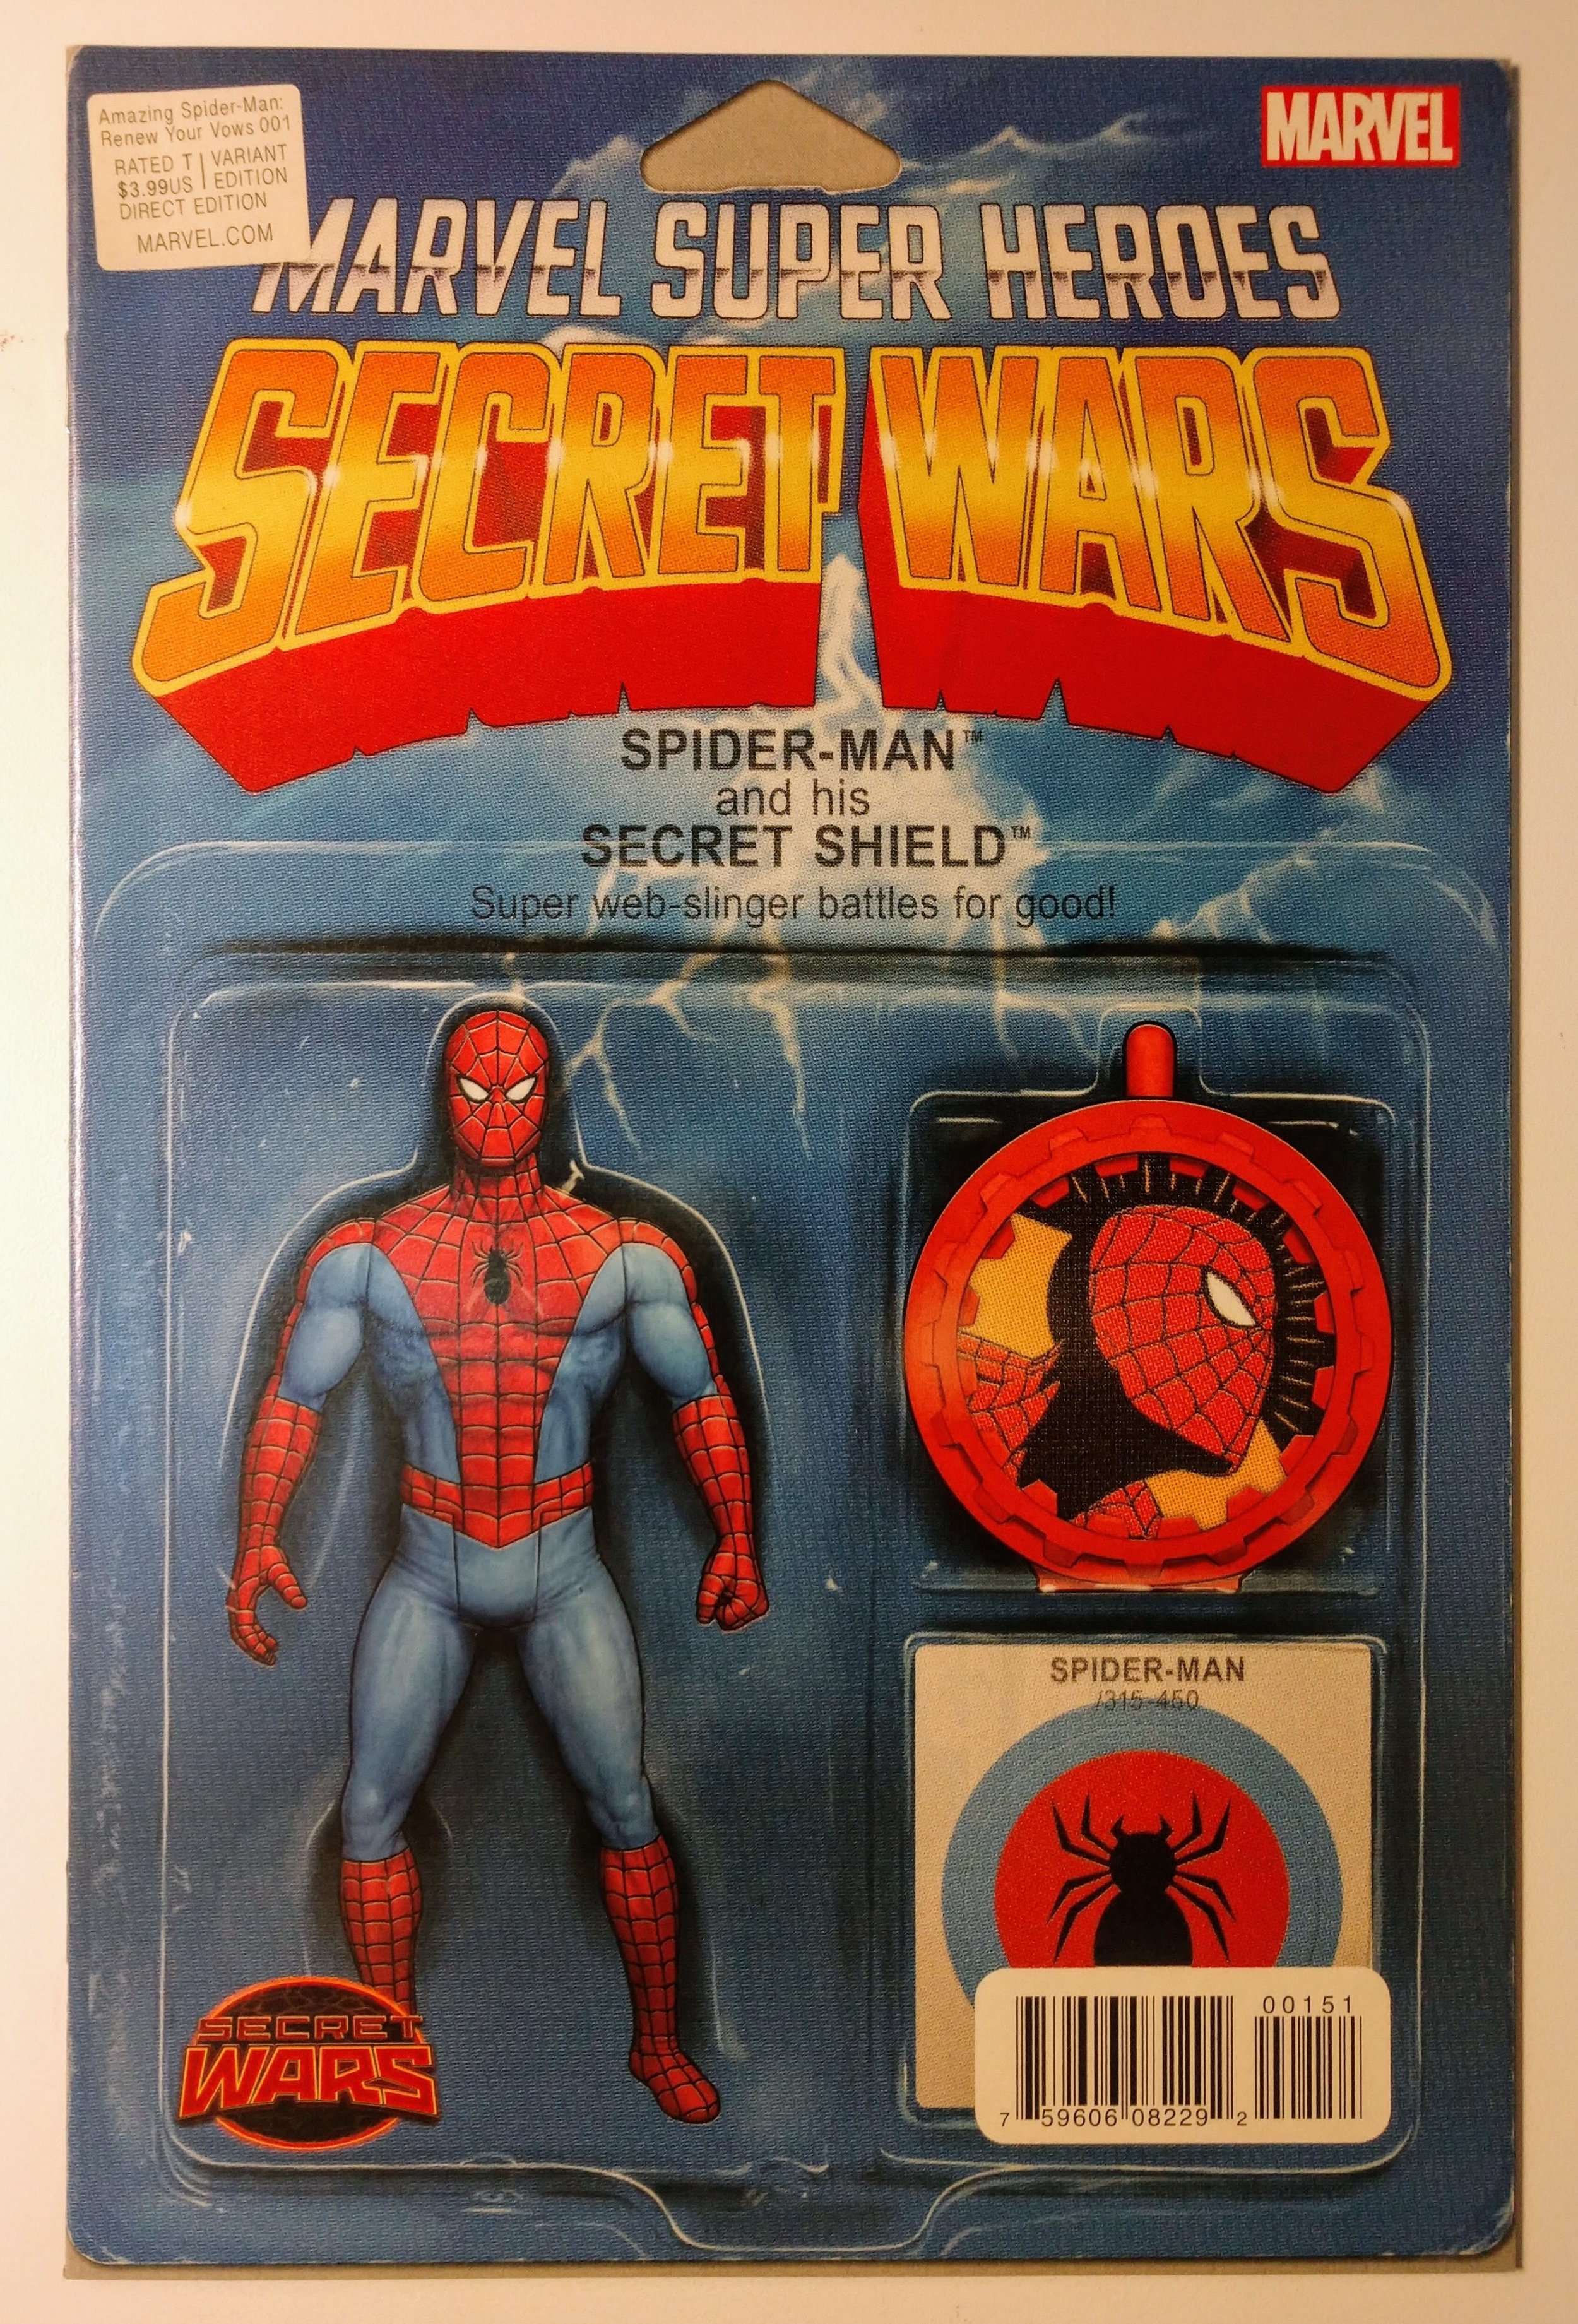 Amazing Spider-Man:
Renew Your Vows 001
RATED T | VARIANT
$3.99US | EDITION
DIRECT EDITION
MARVEL.COM
MARVEL
MARVEL SUPER HEROES
SECRET WARS
SPIDER-MAN™
and his
SECRET SHIELD™
Super web-slinger battles for good!
SPIDER-MAN
/315-450
SECRET
WARS
00151
7 59606 08229 2